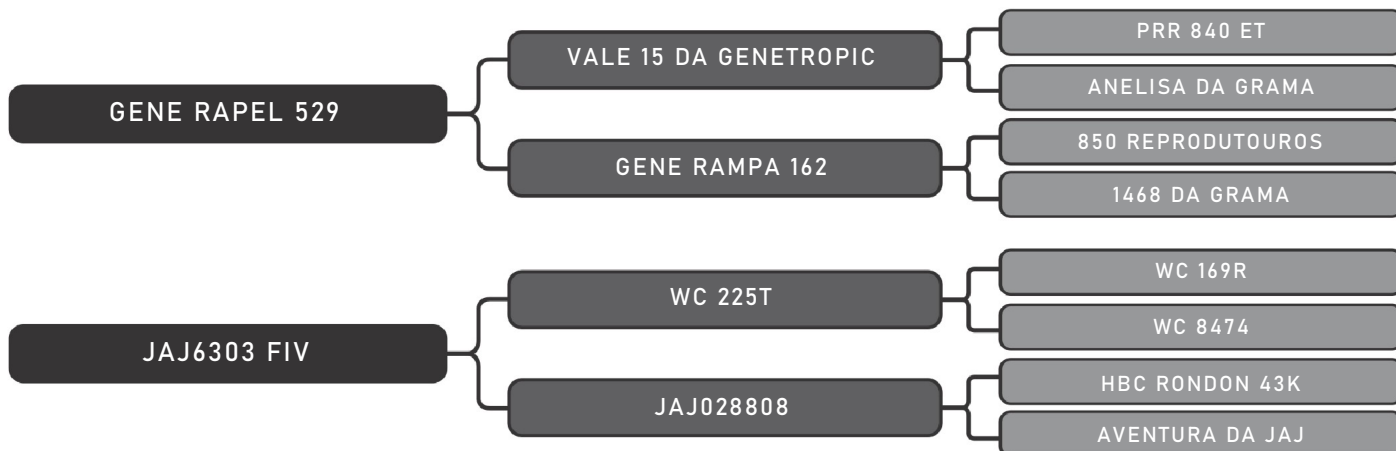 GENE RAPEL 529
VALE 15 DA GENETROPIC
PRR 840 ET
ANELISA DA GRAMA
GENE RAMPA 162
850 REPRODUTOUROS
1468 DA GRAMA
JAJ6303 FIV
WC 225T
WC 169R
WC 8474
JAJ028808
HBC RONDON 43K
AVENTURA DA JAJ